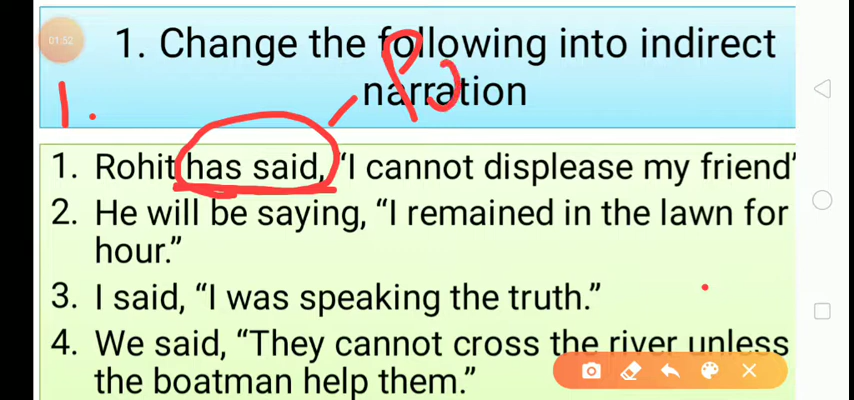 01:52
1. Change the following into indirect
narration
1.
1. Rohit has said, “I cannot displease my friend”
2. He will be saying, “I remained in the lawn for
hour.”
3. I said, “I was speaking the truth.”
4. We said, “They cannot cross the river unless
the boatman help them.”